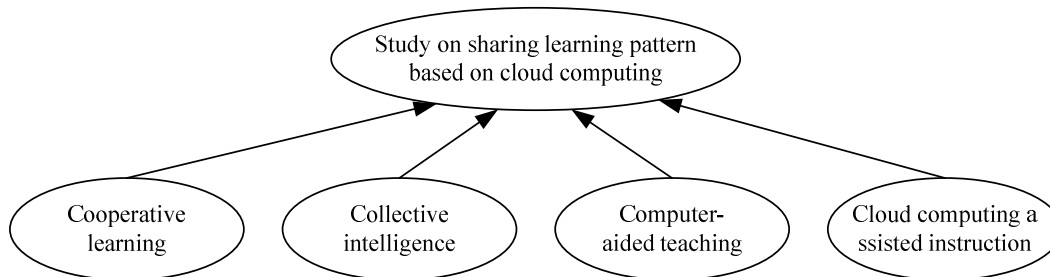 Study on sharing learning pattern
based on cloud computing
Cooperative
learning
Collective
intelligence
Computer-
aided teaching
Cloud computing a
ssisted instruction